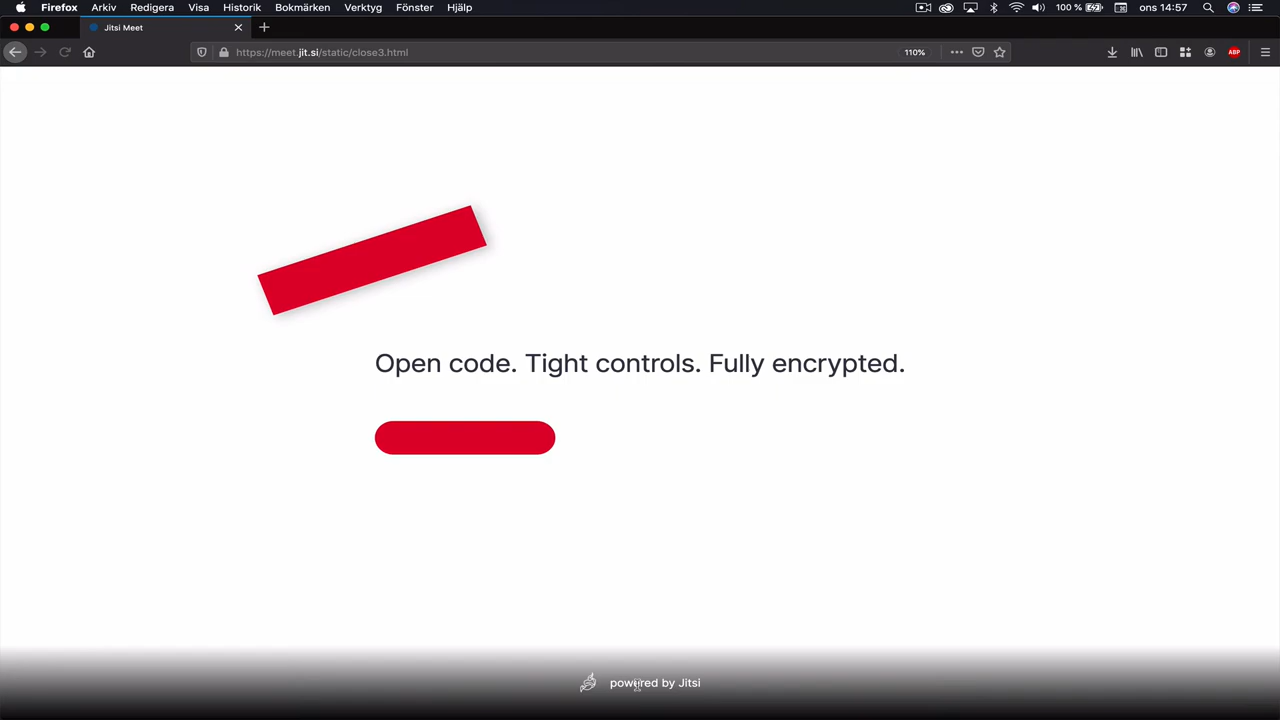 Firefox Arkiv Redigera Visa Historik Bokmärken Verktyg Fönster Hjälp 100 % ons 14:57
Jitsi Meet
https://meet.jit.si/static/close3.html 110% ABP
Open code. Tight controls. Fully encrypted.
powered by Jitsi